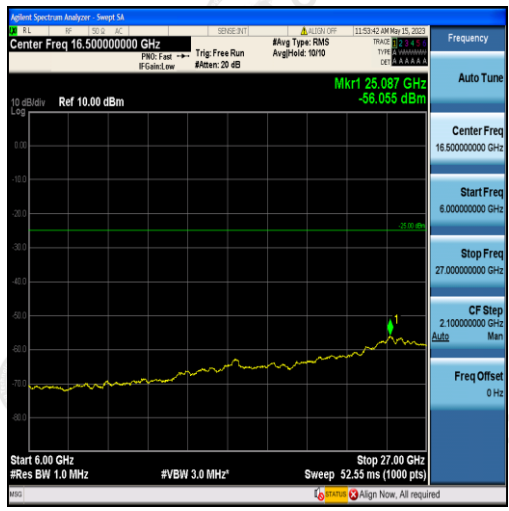 Agilent Spectrum Analyzer - Swept SA
RL RF 50 Ω AC SENSE:INT ALIGN OFF 11:53:42 AM May 15, 2023
Center Freq 16.500000000 GHz
PNO: Fast
IFGain:Low
Trig: Free Run
#Atten: 20 dB
#Avg Type: RMS
Avg|Hold: 10/10
TRACE 1 2 3 4 5 6
TYPE A
DET A A A A A A
Mkr1 25.087 GHz
-56.055 dBm
10 dB/div Ref 10.00 dBm
Log
0.00
-10.0
-20.0
-25.00 dBm
-30.0
-40.0
-50.0
1
-60.0
-70.0
-80.0
Start 6.00 GHz Stop 27.00 GHz
#Res BW 1.0 MHz #VBW 3.0 MHz* Sweep 52.55 ms (1000 pts)
MSG STATUS Align Now, All required
Frequency
Auto Tune
Center Freq
16.500000000 GHz
Start Freq
6.000000000 GHz
Stop Freq
27.000000000 GHz
CF Step
2.100000000 GHz
Auto Man
Freq Offset
0 Hz